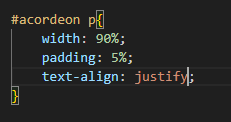 #acordeon p{
    width: 90%;
    padding: 5%;
    text-align: justify;
}